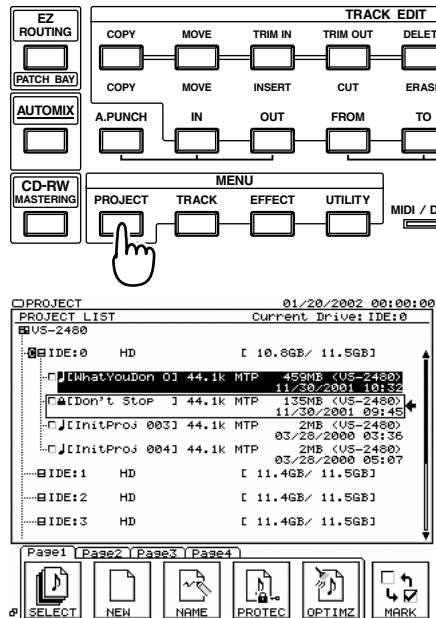 EZ ROUTING
PATCH BAY
AUTOMIX
CD-RW
MASTERING
TRACK EDIT
COPY MOVE TRIM IN TRIM OUT DELET
COPY MOVE INSERT CUT ERAS
A.PUNCH IN OUT FROM TO
MENU
PROJECT TRACK EFFECT UTILITY
MIDI / D
PROJECT 01/20/2002 00:00:00
PROJECT LIST Current Drive:IDE:0
VS-2480
C IDE:0 HD [ 10.8GB/ 11.5GB]
[WhatYouDon O] 44.1k MTP 459MB (VS-2480)
11/30/2001 10:32
[Don't Stop ] 44.1k MTP 135MB (VS-2480)
11/30/2001 09:45
[InitProj 003] 44.1k MTP 2MB (VS-2480)
03/28/2000 03:36
[InitProj 004] 44.1k MTP 2MB (VS-2480)
03/28/2000 05:07
IDE:1 HD [ 11.4GB/ 11.5GB]
IDE:2 HD [ 11.4GB/ 11.5GB]
IDE:3 HD [ 11.4GB/ 11.5GB]
Page1 Page2 Page3 Page4
SELECT NEW NAME PROTEC OPTIMZ MARK